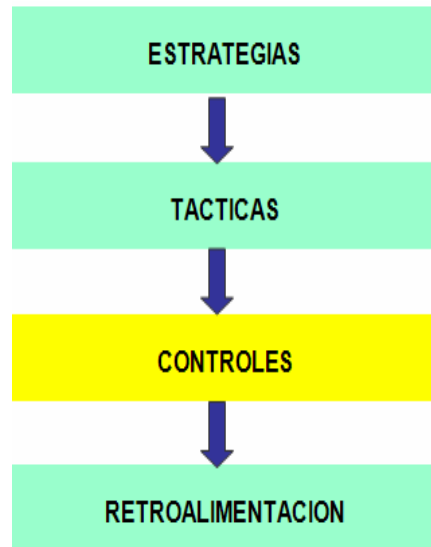 ESTRATEGIAS
TACTICAS
CONTROLES
RETROALIMENTACION